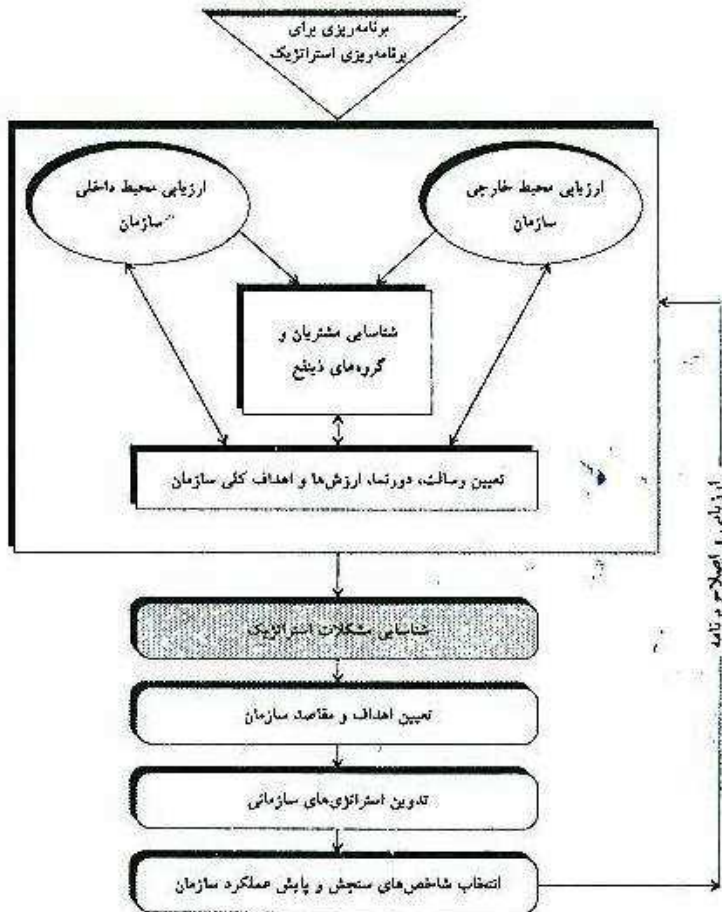 برنامه‌ریزی برای
برنامه‌ریزی استراتژیک
ارزیابی محیط خارجی
سازمان
ارزیابی محیط داخلی
سازمان
شناسایی مشتریان و
گروه‌های ذینفع
تعیین رسالت، دورنما، ارزش‌ها و اهداف کلی سازمان
شناسایی مشکلات استراتژیک
تعیین اهداف و مقاصد سازمان
تدوین استراتژی‌های سازمانی
انتخاب شاخص‌های سنجش و پایش عملکرد سازمان
ارزیابی و اصلاح برنامه